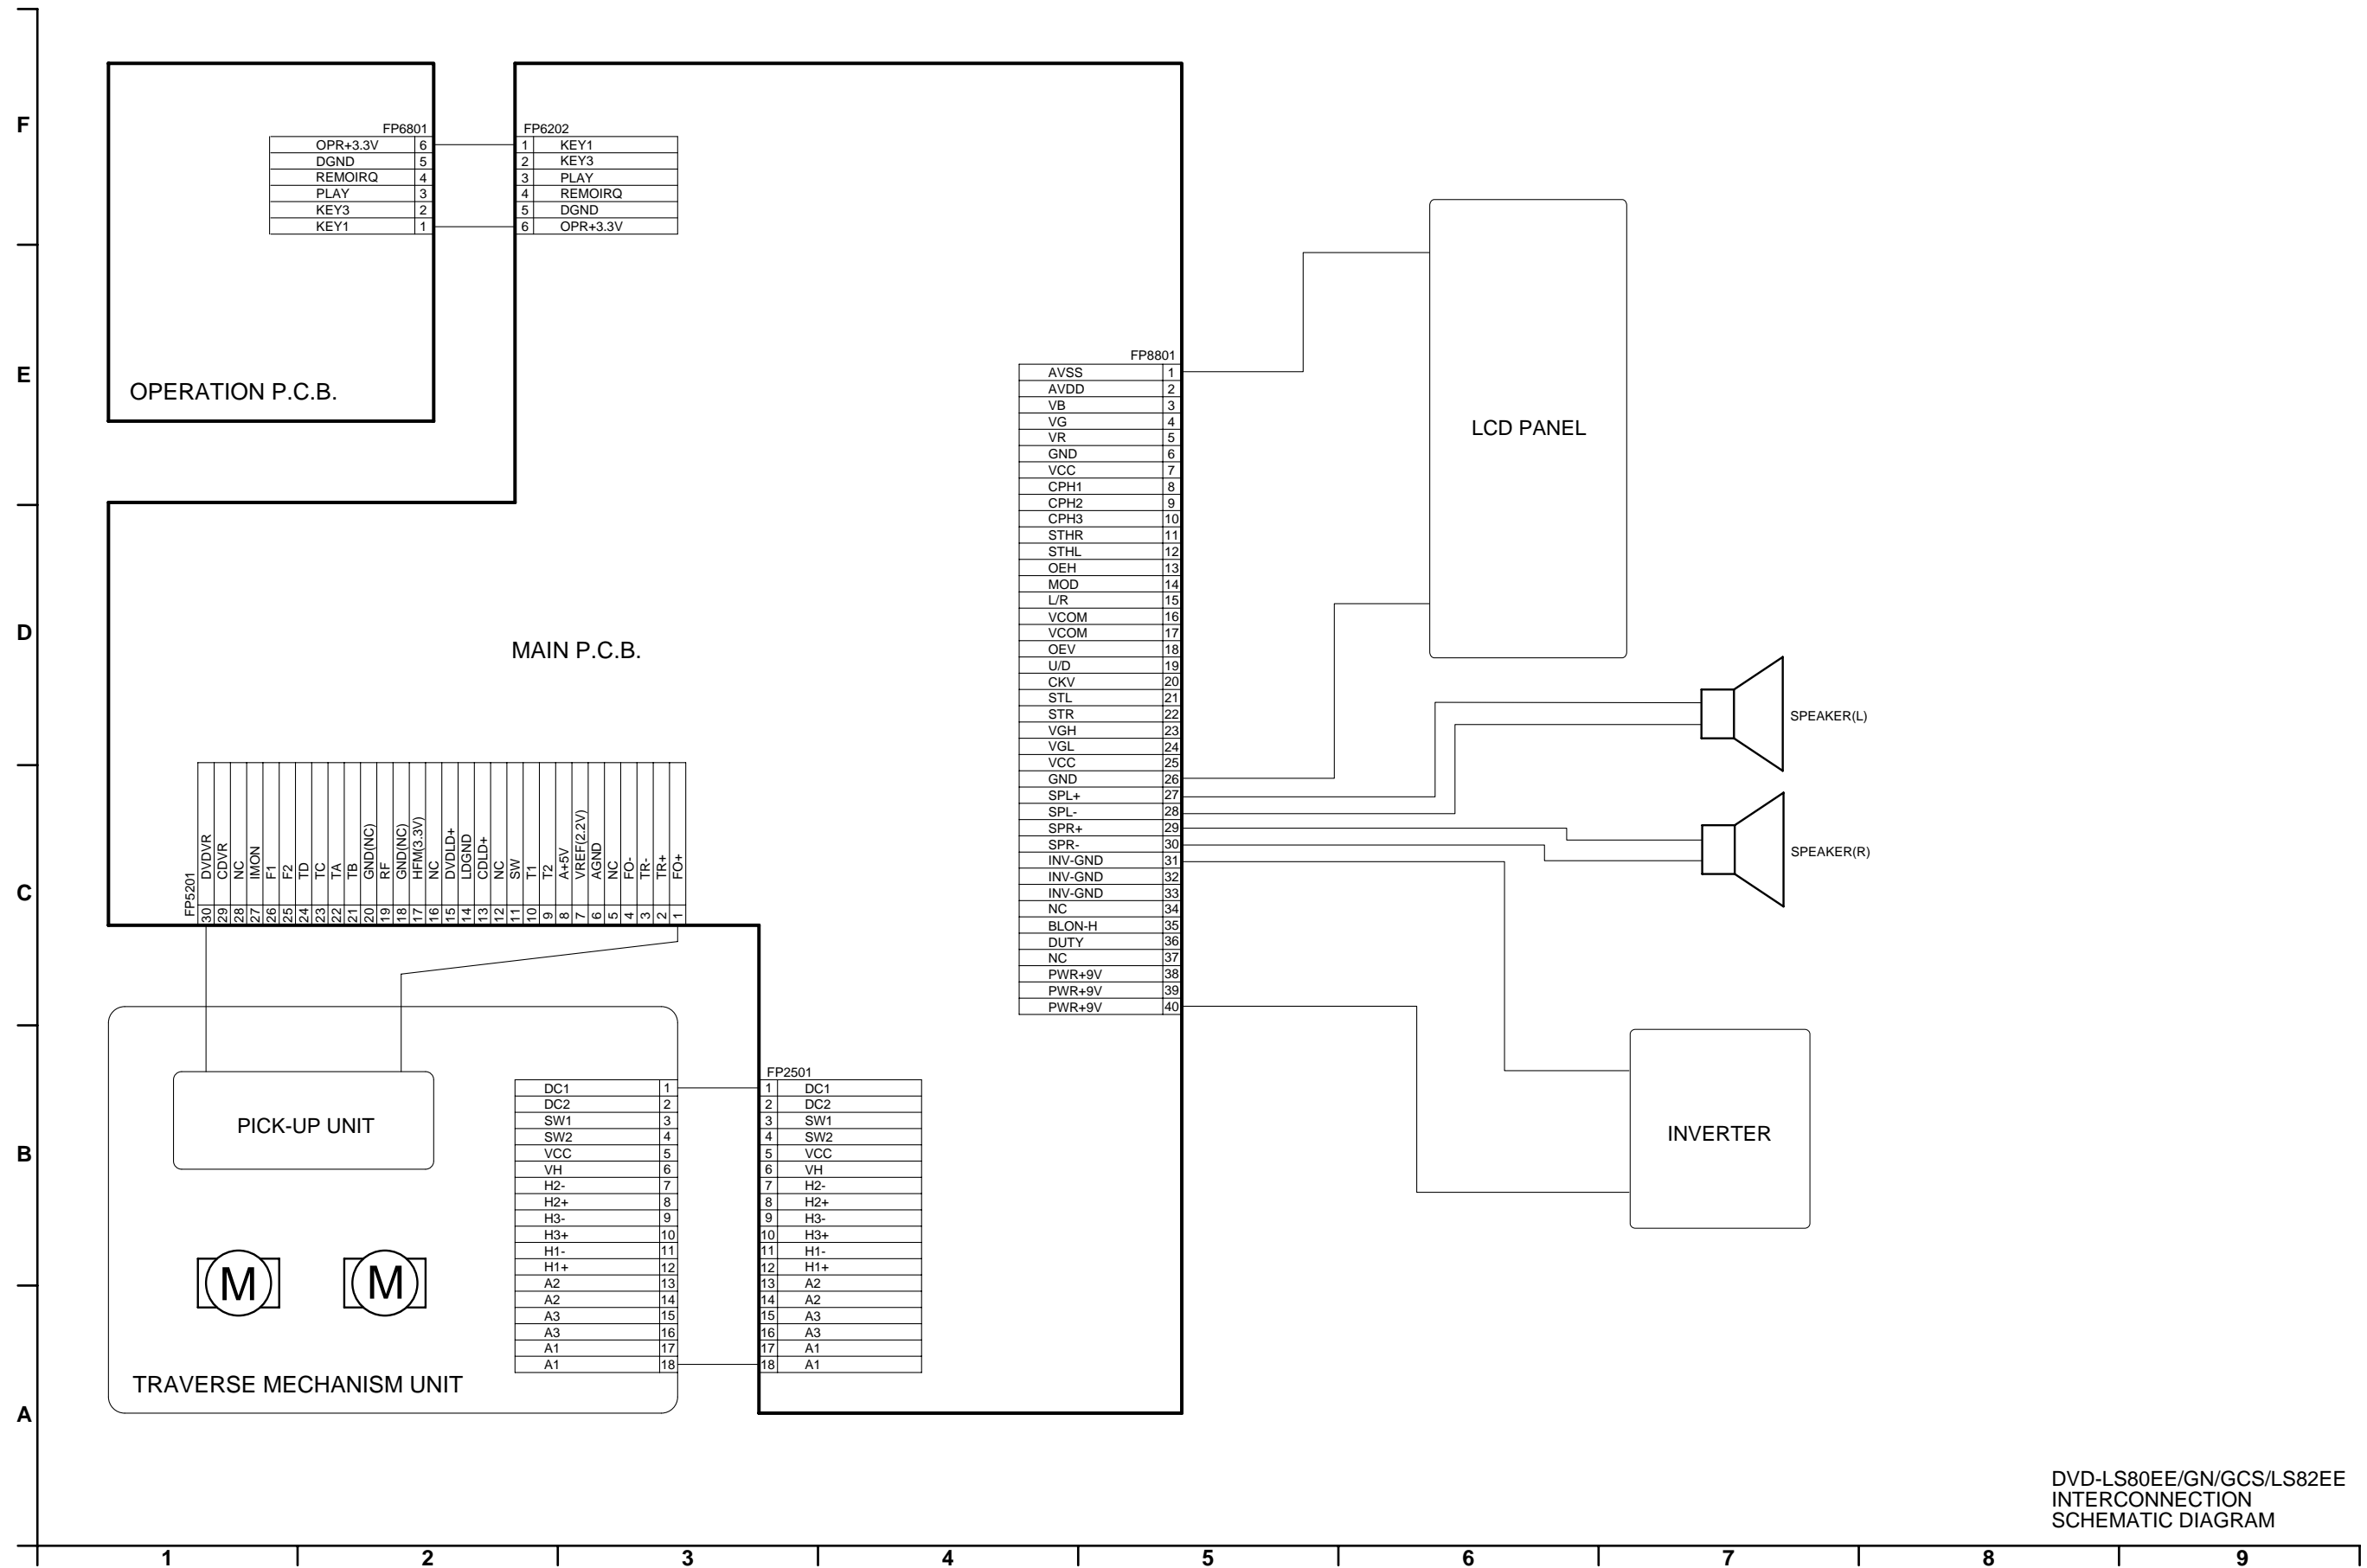 F
E
D
C
B
A
FP6801
OPR+3.3V 6
DGND 5
REMOIRQ 4
PLAY 3
KEY3 2
KEY1 1
OPERATION P.C.B.
FP6202
1 KEY1
2 KEY3
3 PLAY
4 REMOIRQ
5 DGND
6 OPR+3.3V
MAIN P.C.B.
FP8801
AVSS 1
AVDD 2
VB 3
VG 4
VR 5
GND 6
VCC 7
CPH1 8
CPH2 9
CPH3 10
STHR 11
STHL 12
OEH 13
MOD 14
L/R 15
VCOM 16
VCOM 17
OEV 18
U/D 19
CKV 20
STL 21
STR 22
VGH 23
VGL 24
VCC 25
GND 26
SPL+ 27
SPL- 28
SPR+ 29
SPR- 30
INV-GND 31
INV-GND 32
INV-GND 33
NC 34
BLON-H 35
DUTY 36
NC 37
PWR+9V 38
PWR+9V 39
PWR+9V 40
LCD PANEL
SPEAKER(L)
SPEAKER(R)
INVERTER
FP5201
30 DVDVR
29 CDVR
28 NC
27 IMON
26 F1
25 F2
24 TD
23 TC
22 TA
21 TB
20 GND(NC)
19 RF
18 GND(NC)
17 HFM(3.3V)
16 NC
15 DVDLD+
14 LDGND
13 CDLD+
12 NC
11 SW
10 T1
9 T2
8 A+5V
7 VREF(2.2V)
6 AGND
5 NC
4 FO-
3 TR-
2 TR+
1 FO+
PICK-UP UNIT
M
M
TRAVERSE MECHANISM UNIT
DC1 1
DC2 2
SW1 3
SW2 4
VCC 5
VH 6
H2- 7
H2+ 8
H3- 9
H3+ 10
H1- 11
H1+ 12
A2 13
A2 14
A3 15
A3 16
A1 17
A1 18
FP2501
1 DC1
2 DC2
3 SW1
4 SW2
5 VCC
6 VH
7 H2-
8 H2+
9 H3-
10 H3+
11 H1-
12 H1+
13 A2
14 A2
15 A3
16 A3
17 A1
18 A1
DVD-LS80EE/GN/GCS/LS82EE
INTERCONNECTION
SCHEMATIC DIAGRAM
1 2 3 4 5 6 7 8 9